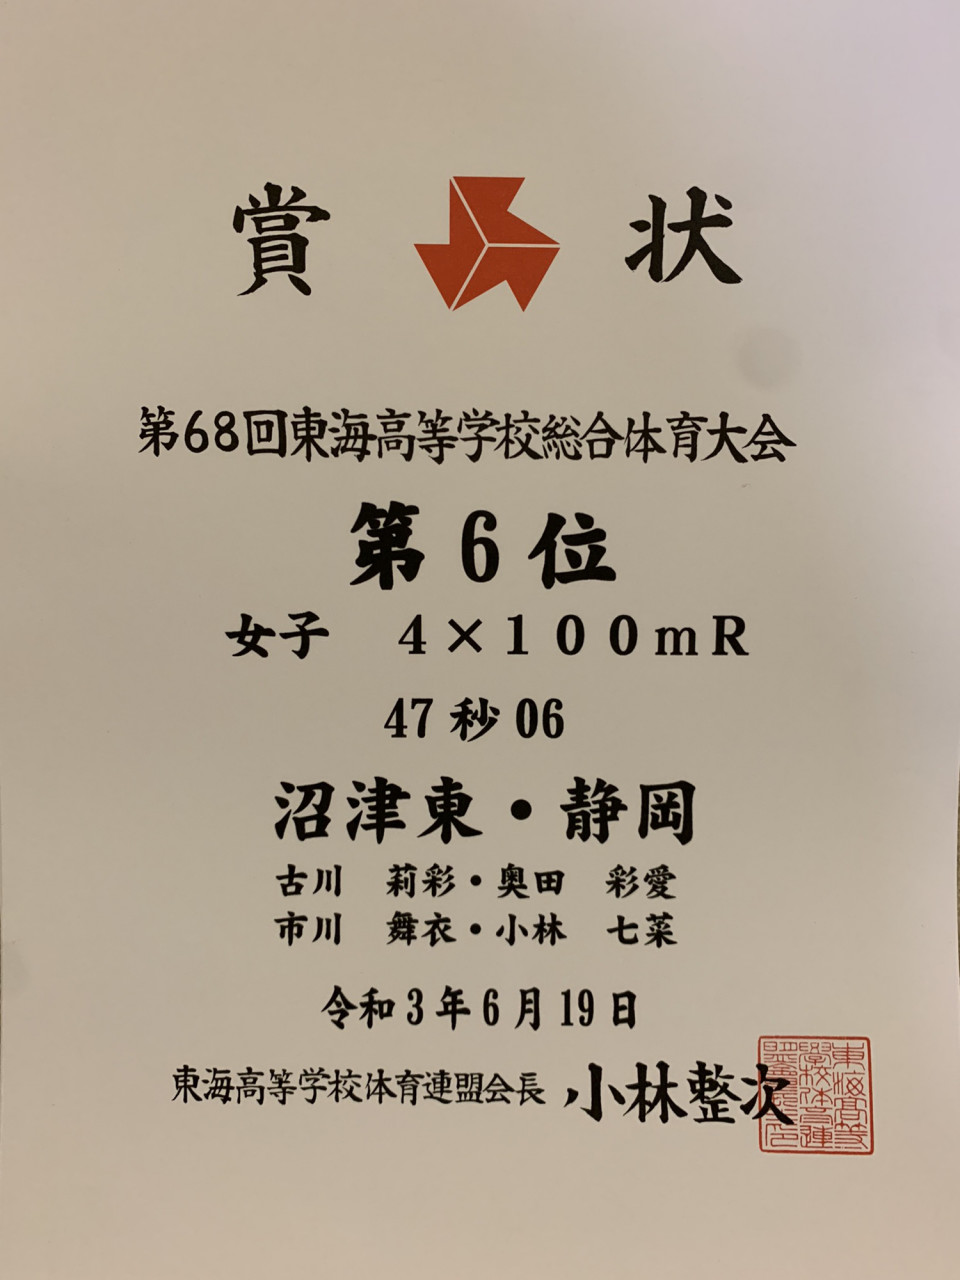 賞 状
第68回東海高等学校総合体育大会
第6位
女子 4×100mR
47秒06
沼津東・静岡
古川 莉彩・奥田 彩愛
市川 舞衣・小林 七菜
令和3年6月19日
東海高等学校体育連盟会長 小林整次